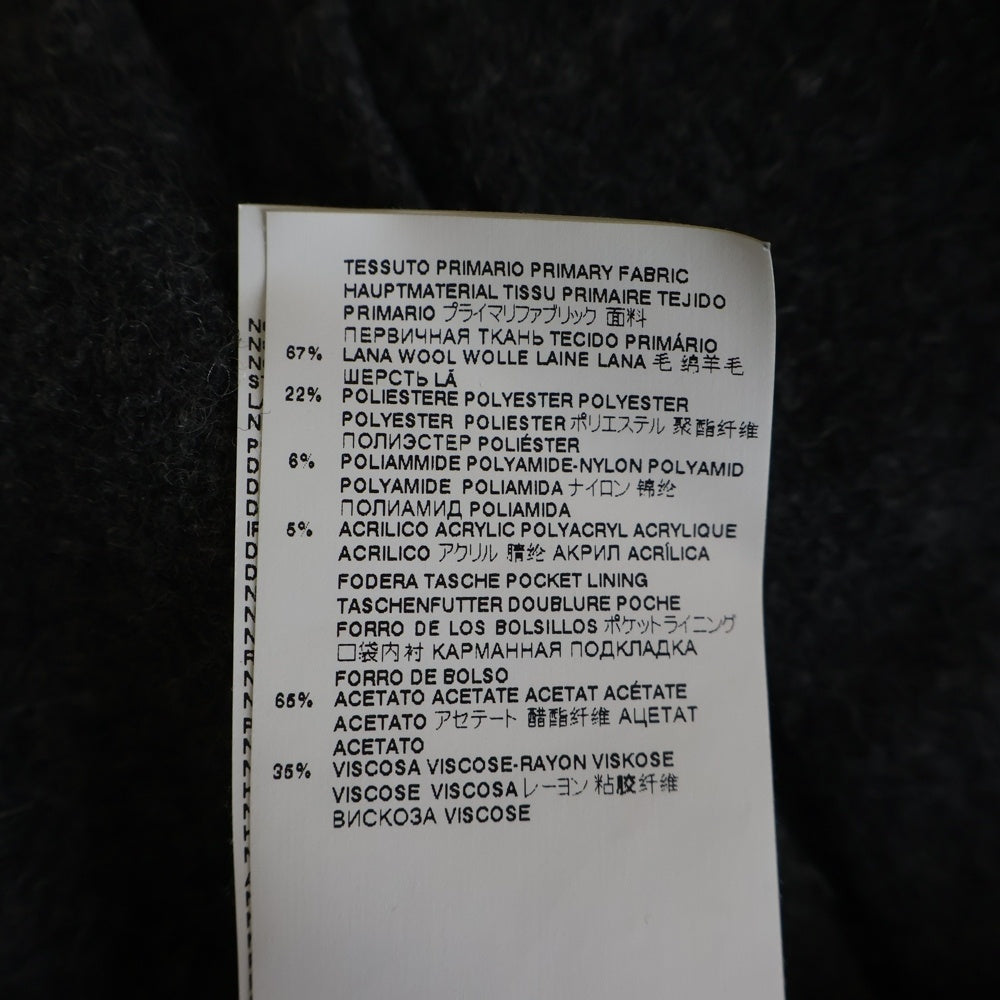 TESSUTO PRIMARIO PRIMARY FABRIC
HAUPTMATERIAL TISSU PRIMAIRE TEJIDO
PRIMARIO プライマリファブリック 面料
ПЕРВИЧНАЯ ТКАНЬ TECIDO PRIMÁRIO
67% LANA WOOL WOLLE LAINE LANA 毛 绵羊毛
ШЕРСТЬ LÃ
22% POLIESTERE POLYESTER POLYESTER
POLYESTER POLIESTER ポリエステル 聚酯纤维
ПОЛИЭСТЕР POLIÉSTER
6% POLIAMMIDE POLYAMIDE-NYLON POLYAMID
POLYAMIDE POLIAMIDA ナイロン 锦纶
ПОЛИАМИД POLIAMIDA
5% ACRILICO ACRYLIC POLYACRYL ACRYLIQUE
ACRILICO アクリル 腈纶 АКРИЛ ACRÍLICA
FODERA TASCHE POCKET LINING
TASCHENFUTTER DOUBLURE POCHE
FORRO DE LOS BOLSILLOS ポケットライニング
口袋内衬 КАРМАННАЯ ПОДКЛАДКА
FORRO DE BOLSO
65% ACETATO ACETATE ACETAT ACÉTATE
ACETATO アセテート 醋酯纤维 АЦЕТАТ
ACETATO
35% VISCOSA VISCOSE-RAYON VISKOSE
VISCOSE VISCOSA レーヨン 粘胶纤维
ВИСКОЗА VISCOSE